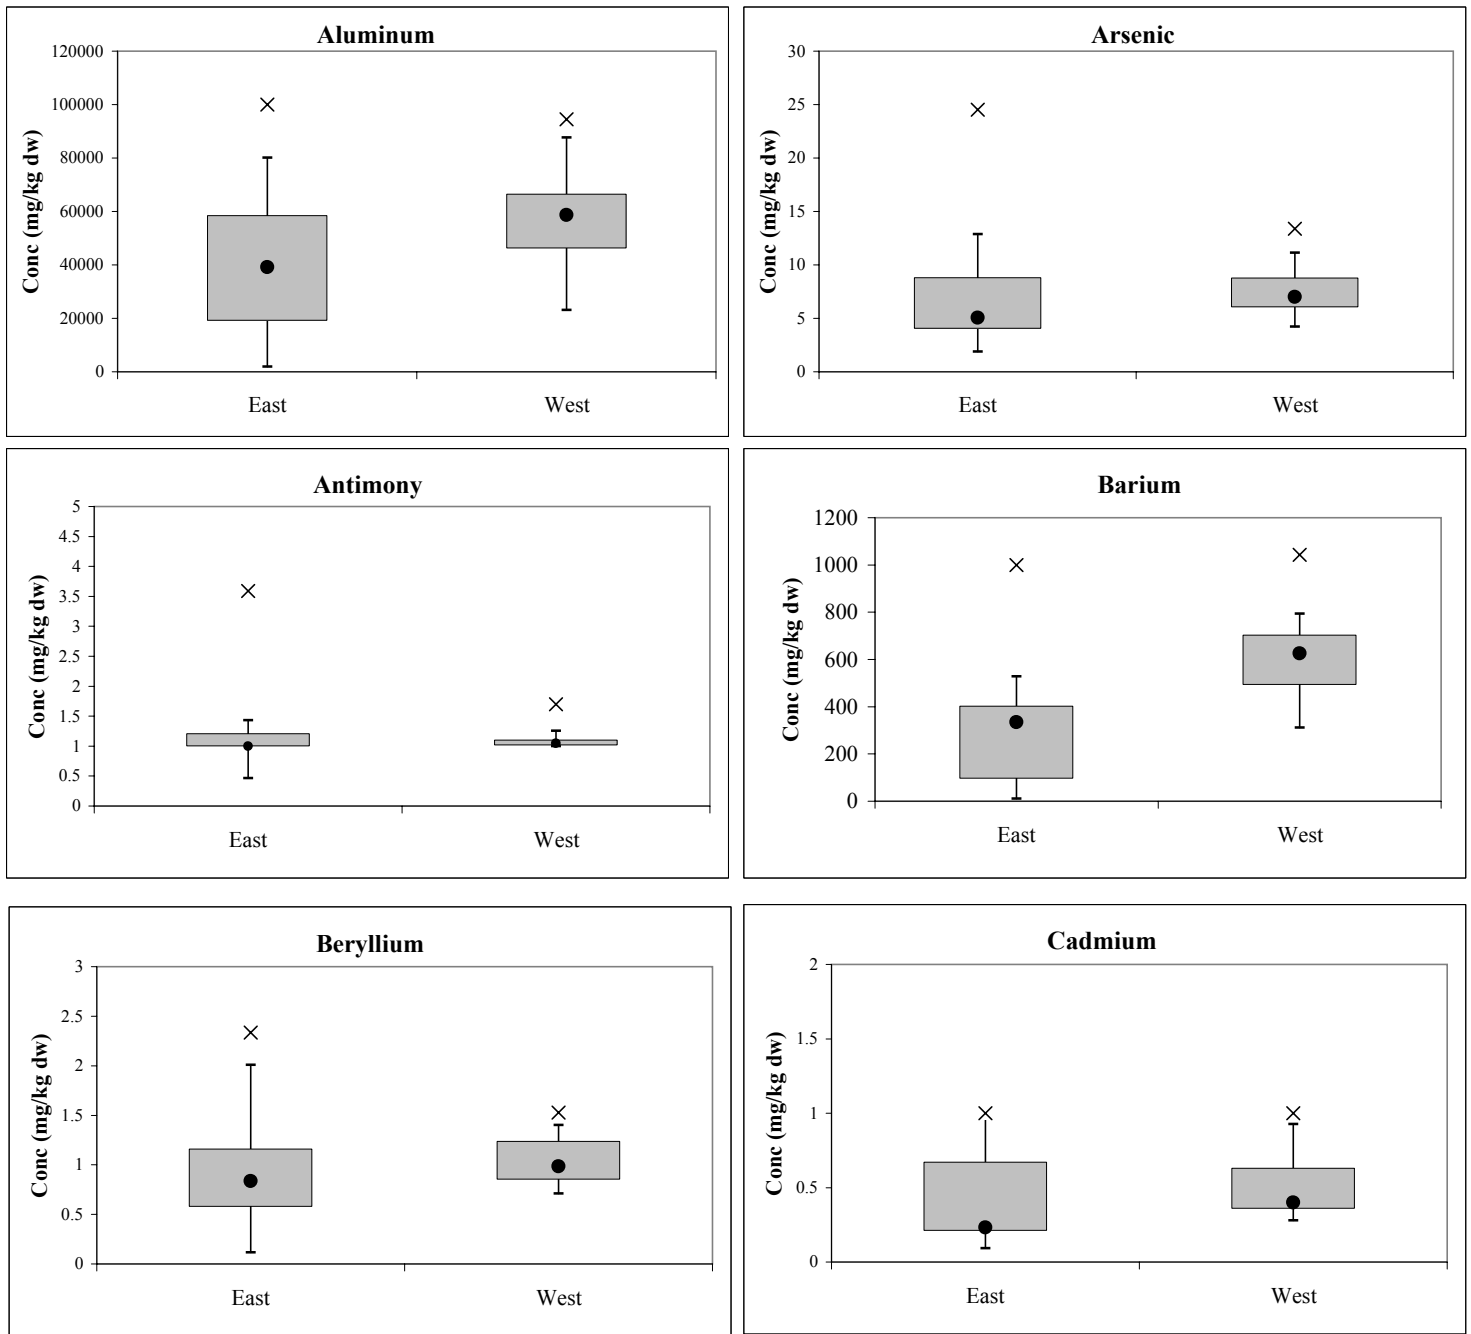 Aluminum
120000
100000
80000
60000
40000
20000
0
Conc (mg/kg dw)
East
West
Arsenic
30
25
20
15
10
5
0
Conc (mg/kg dw)
East
West
Antimony
5
4.5
4
3.5
3
2.5
2
1.5
1
0.5
0
Conc (mg/kg dw)
East
West
Barium
1200
1000
800
600
400
200
0
Conc (mg/kg dw)
East
West
Beryllium
3
2.5
2
1.5
1
0.5
0
Conc (mg/kg dw)
East
West
Cadmium
2
1.5
1
0.5
0
Conc (mg/kg dw)
East
West